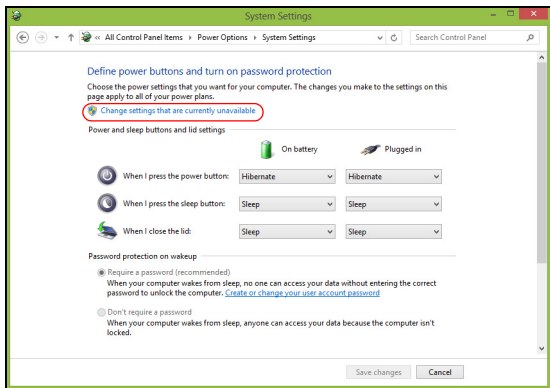 System Settings
« All Control Panel Items Power Options System Settings
Search Control Panel
Define power buttons and turn on password protection
Choose the power settings that you want for your computer. The changes you make to the settings on this
page apply to all of your power plans.
Change settings that are currently unavailable
Power and sleep buttons and lid settings
On battery Plugged in
When I press the power button: Hibernate Hibernate
When I press the sleep button: Sleep Sleep
When I close the lid: Sleep Sleep
Password protection on wakeup
Require a password (recommended)
When your computer wakes from sleep, no one can access your data without entering the correct
password to unlock the computer. Create or change your user account password
Don't require a password
When your computer wakes from sleep, anyone can access your data because the computer isn't
locked.
Save changes Cancel